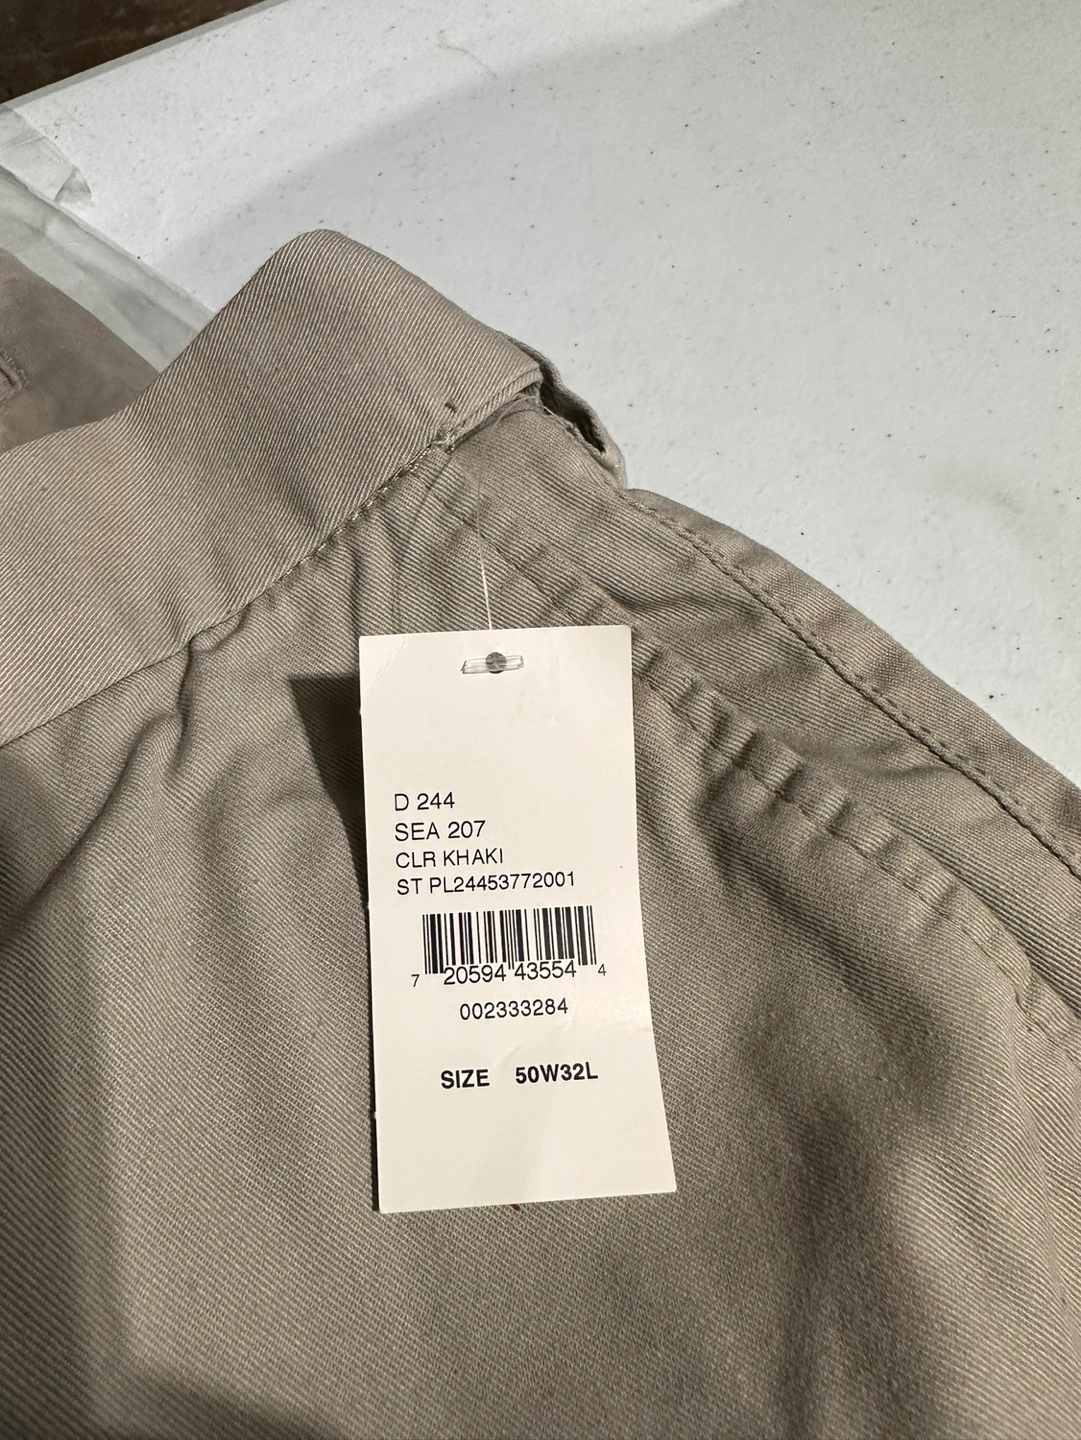 D 244
SEA 207
CLR KHAKI
ST PL24453772001
7 20594 43554 4
002333284
SIZE 50W32L